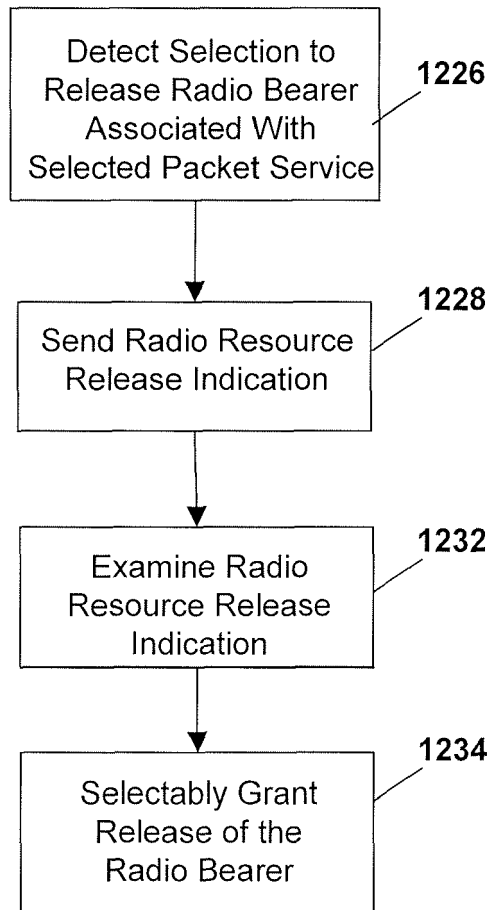 Detect Selection to
Release Radio Bearer
Associated With
Selected Packet Service
1226
Send Radio Resource
Release Indication
1228
Examine Radio
Resource Release
Indication
1232
Selectably Grant
Release of the
Radio Bearer
1234